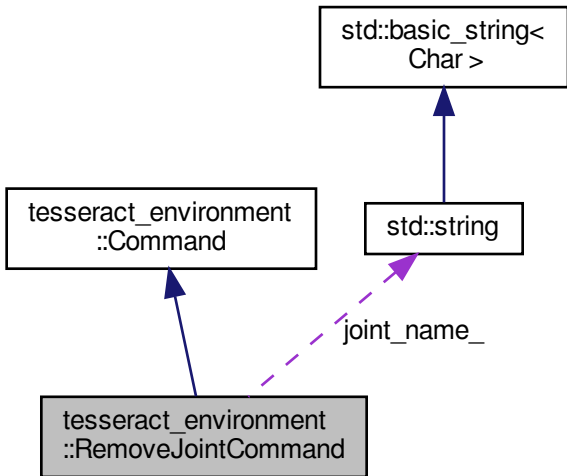 std::basic_string<
Char >
tesseract_environment
::Command
std::string
joint_name_
tesseract_environment
::RemoveJointCommand